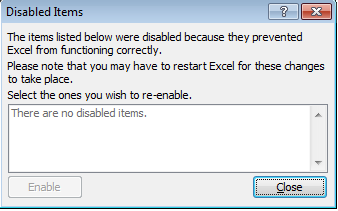 Disabled Items
The items listed below were disabled because they prevented
Excel from functioning correctly.
Please note that you may have to restart Excel for these changes
to take place.
Select the ones you wish to re-enable.
There are no disabled items.
Enable
Close